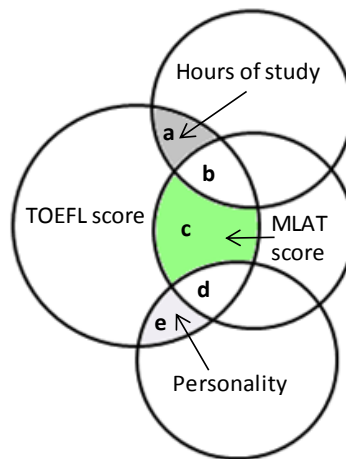 Hours of study
a
b
TOEFL score
c
MLAT
score
d
e
Personality